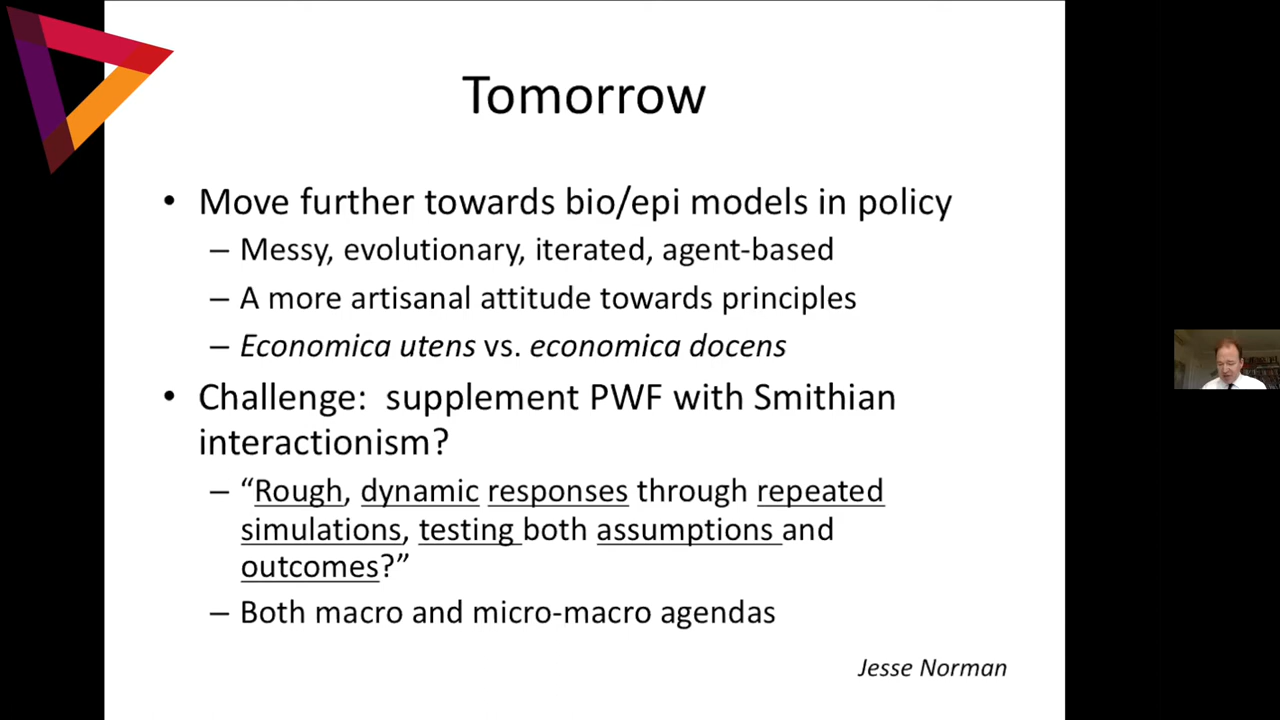 Tomorrow
• Move further towards bio/epi models in policy
– Messy, evolutionary, iterated, agent-based
– A more artisanal attitude towards principles
– Economica utens vs. economica docens
• Challenge:  supplement PWF with Smithian
interactionism?
– “Rough, dynamic responses through repeated
simulations, testing both assumptions and
outcomes?”
– Both macro and micro-macro agendas
Jesse Norman